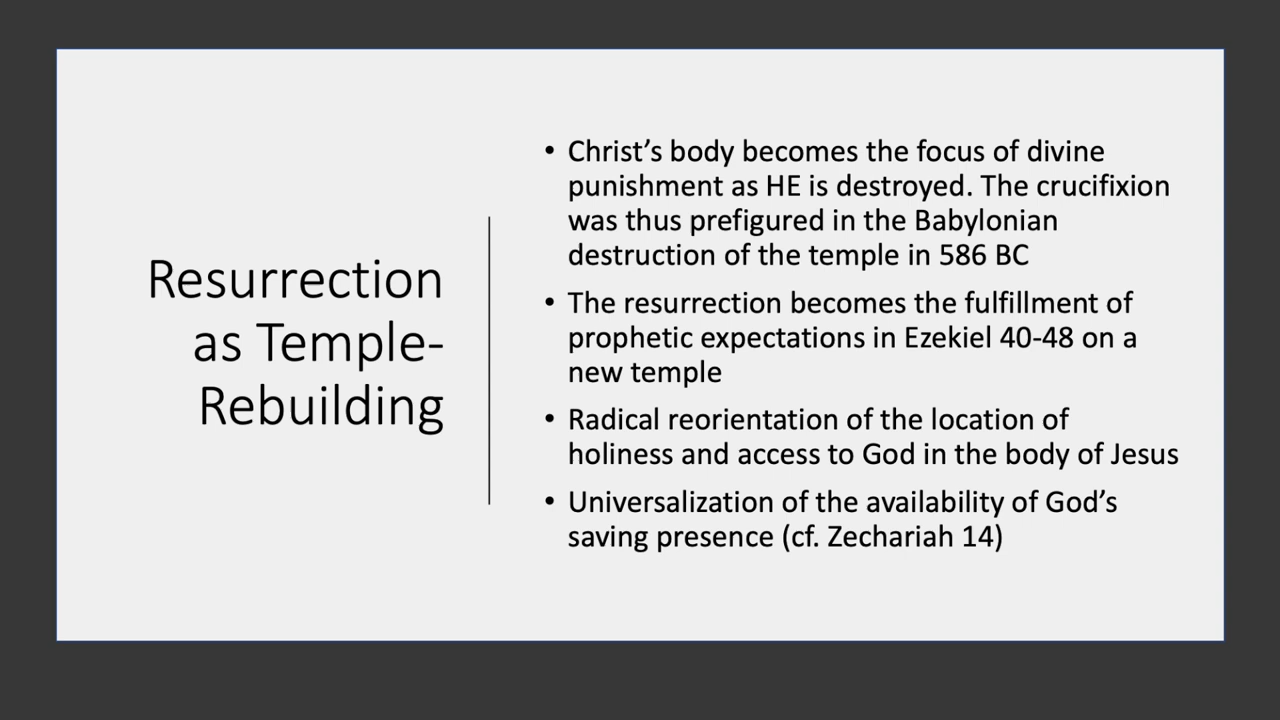 Resurrection
as Temple-
Rebuilding
• Christ’s body becomes the focus of divine
punishment as HE is destroyed. The crucifixion
was thus prefigured in the Babylonian
destruction of the temple in 586 BC
• The resurrection becomes the fulfillment of
prophetic expectations in Ezekiel 40-48 on a
new temple
• Radical reorientation of the location of
holiness and access to God in the body of Jesus
• Universalization of the availability of God’s
saving presence (cf. Zechariah 14)